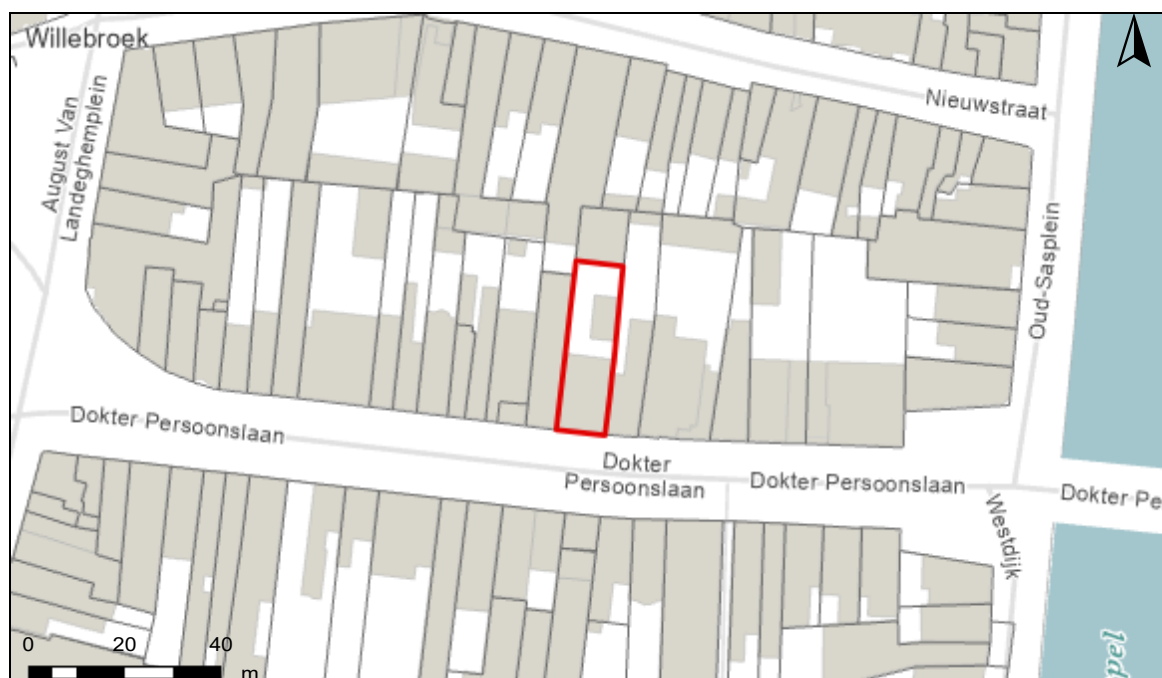 Willebroek
Nieuwstraat
August Van
Landeghemplein
Oud-Sasplein
Dokter Persoonslaan
Dokter
Persoonslaan
Dokter Persoonslaan
Dokter Pe
Westdijk
0 20 40
m
pel